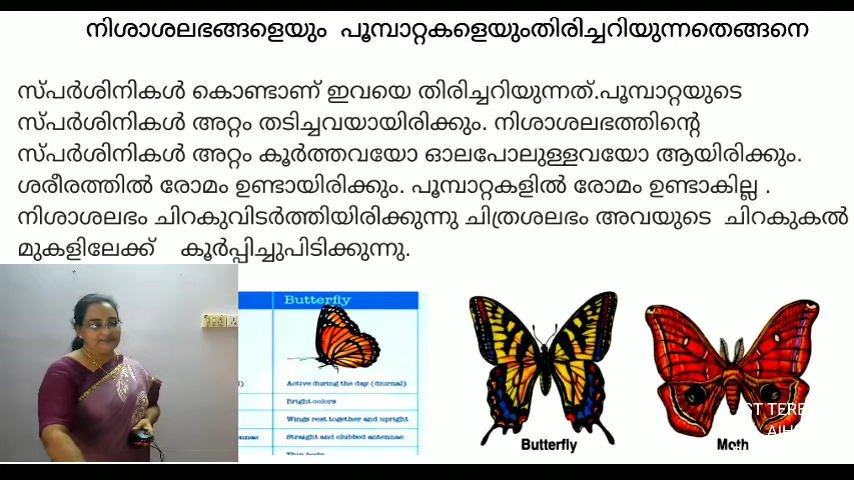 നിശാശലഭങ്ങളെയും പൂമ്പാറ്റകളെയുംതിരിച്ചറിയുന്നതെങ്ങനെ
സ്പർശിനികൾ കൊണ്ടാണ് ഇവയെ തിരിച്ചറിയുന്നത്.പൂമ്പാറ്റയുടെ
സ്പർശിനികൾ അറ്റം തടിച്ചവയായിരിക്കും. നിശാശലഭത്തിന്റെ
സ്പർശിനികൾ അറ്റം കൂർത്തവയോ ഓലപോലുള്ളവയോ ആയിരിക്കും.
ശരീരത്തിൽ രോമം ഉണ്ടായിരിക്കും. പൂമ്പാറ്റകളിൽ രോമം ഉണ്ടാകില്ല .
നിശാശലഭം ചിറകുവിടർത്തിയിരിക്കുന്നു ചിത്രശലഭം അവയുടെ ചിറകുകൽ
മുകളിലേക്ക് കൂർപ്പിച്ചുപിടിക്കുന്നു.
Butterfly
Active during the day (diurnal)
Bright colors
Wings rest together and upright
Straight and clubbed antennae
Thin body
Butterfly
Moth